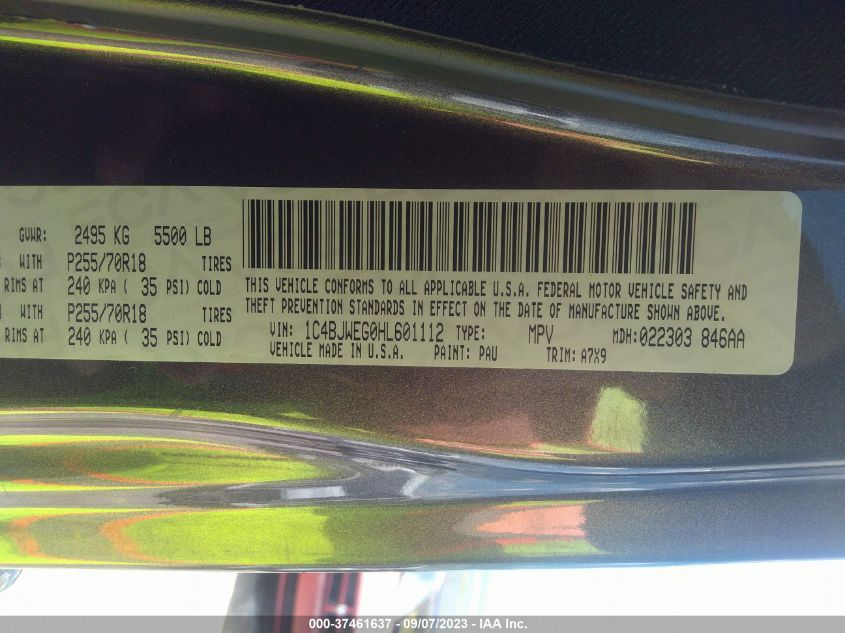 GVWR: 2495 KG 5500 LB
WITH P255/70R18 TIRES
RIMS AT 240 KPA ( 35 PSI) COLD
WITH P255/70R18 TIRES
RIMS AT 240 KPA ( 35 PSI) COLD
THIS VEHICLE CONFORMS TO ALL APPLICABLE U.S.A. FEDERAL MOTOR VEHICLE SAFETY AND
THEFT PREVENTION STANDARDS IN EFFECT ON THE DATE OF MANUFACTURE SHOWN ABOVE.
VIN: 1C4BJWEG0HL601112 TYPE: MPV MDH:022303 846AA
VEHICLE MADE IN U.S.A. PAINT: PAU TRIM: A7X9
000-37461637 - 09/07/2023 - IAA Inc.